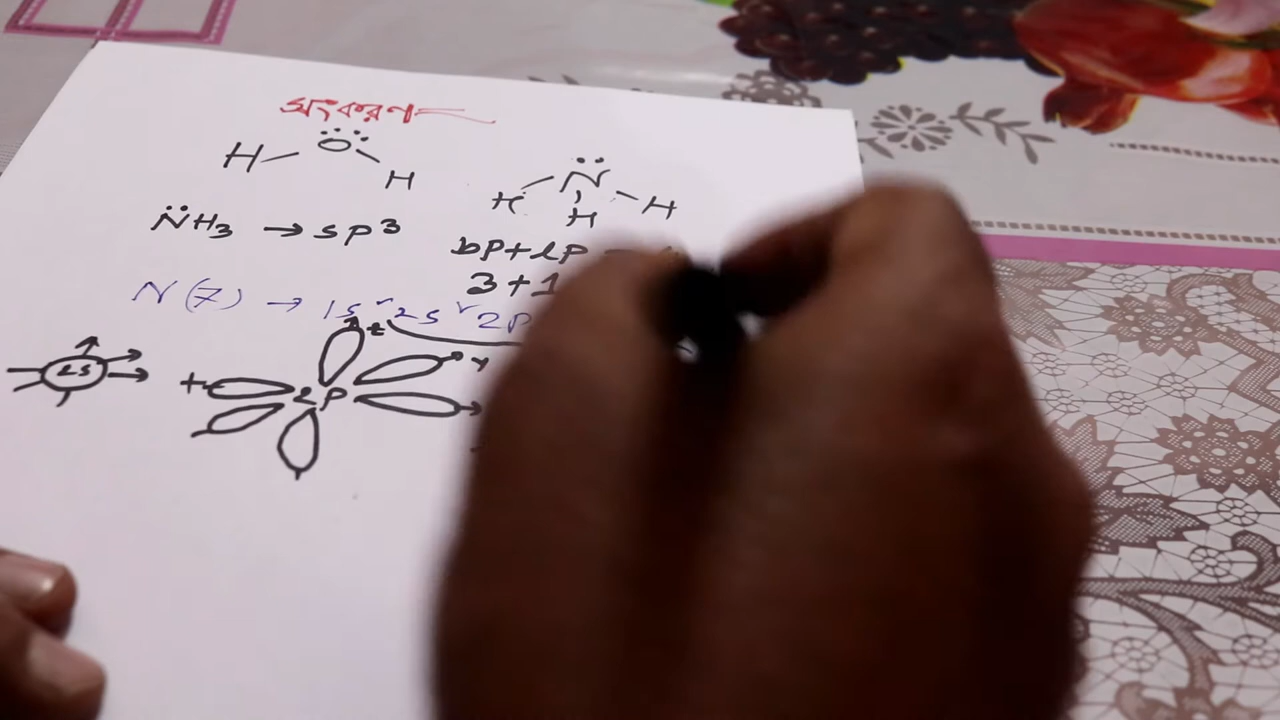 সংকরণ
H – Ö: – H
N̈
H H H
N̈H₃ → sp³
bp+lp
3+1
N(7) → 1s² 2s² 2p
z
y
2s
2p